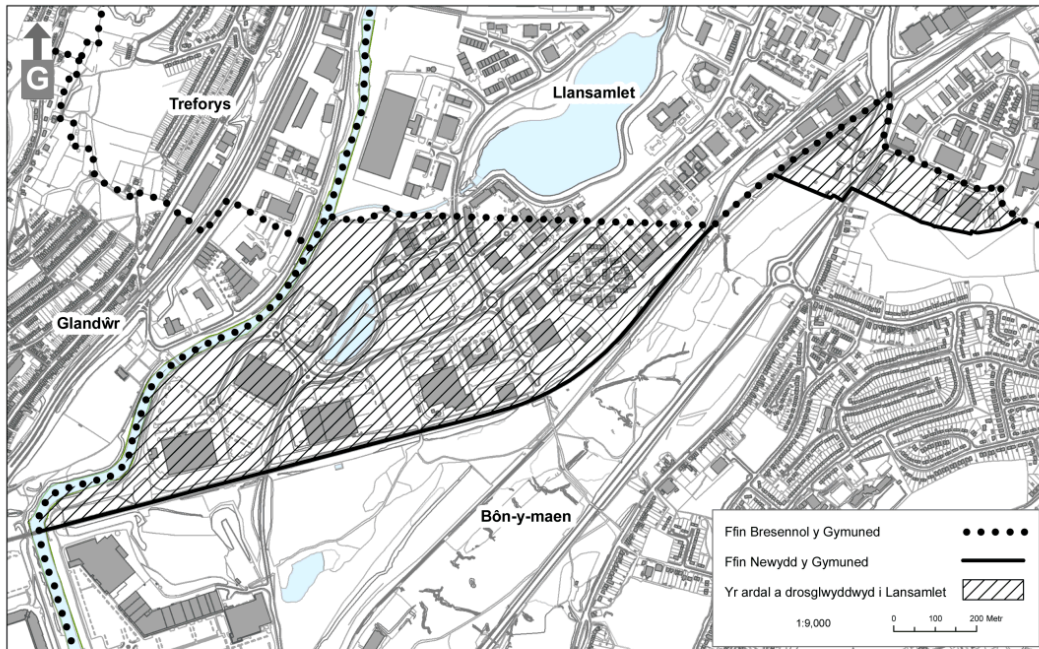 G
Treforys
Llansamlet
Glandŵr
Bôn-y-maen
Ffin Bresennol y Gymuned
Ffin Newydd y Gymuned
Yr ardal a drosglwyddwyd i Lansamlet
1:9,000
0 100 200 Metr